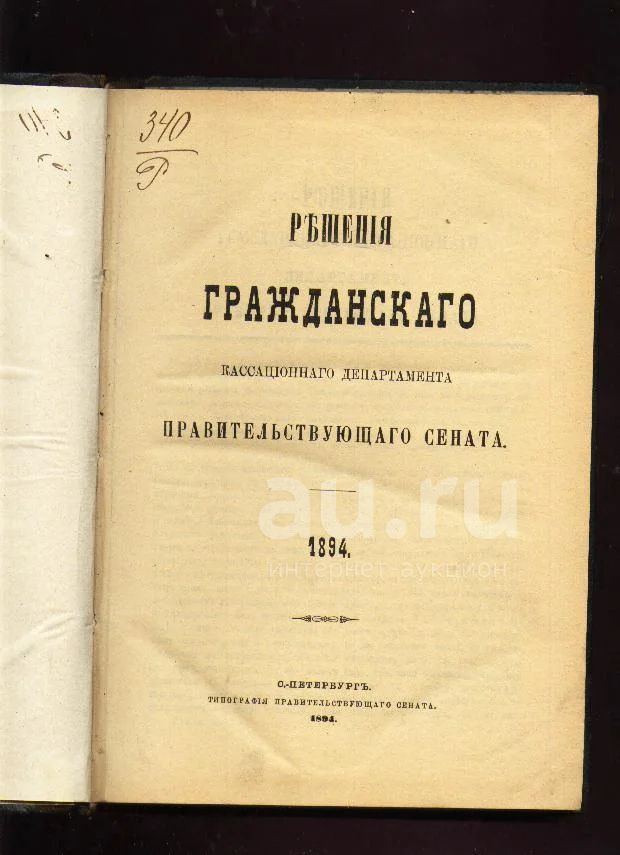 340
Р
РѢШЕНІЯ
ГРАЖДАНСКАГО
КАССАЦІОННАГО ДЕПАРТАМЕНТА
ПРАВИТЕЛЬСТВУЮЩАГО СЕНАТА.
au.ru
интернет-аукцион
1894.
С.-ПЕТЕРБУРГЪ.
ТИПОГРАФІЯ ПРАВИТЕЛЬСТВУЮЩАГО СЕНАТА.
1894.